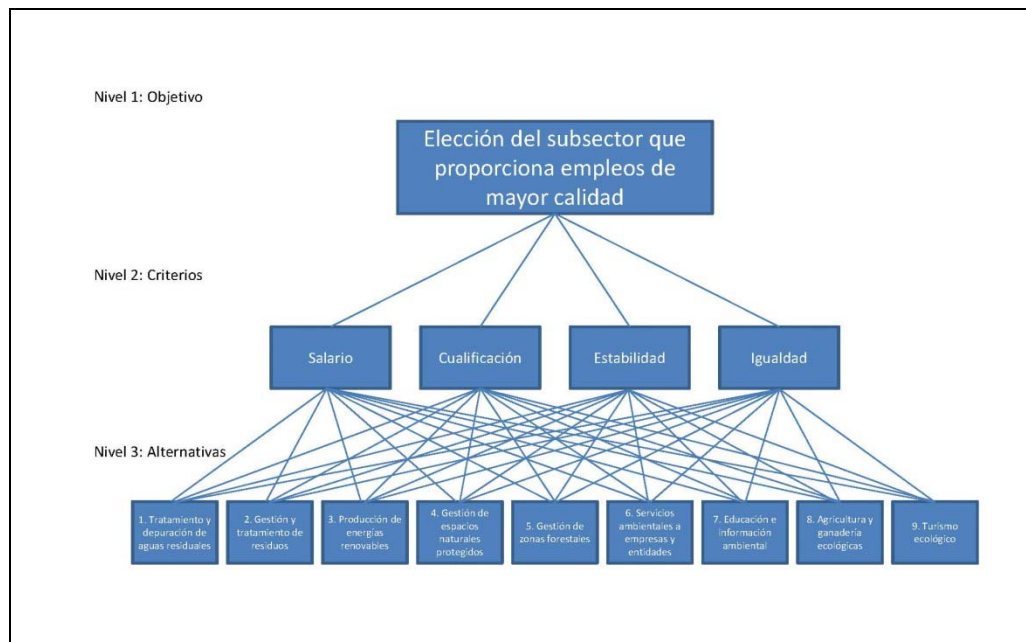 Nivel 1: Objetivo
Elección del subsector que
proporciona empleos de
mayor calidad
Nivel 2: Criterios
Salario
Cualificación
Estabilidad
Igualdad
Nivel 3: Alternativas
1. Tratamiento y
depuración de
aguas residuales
2. Gestión y
tratamiento de
residuos
3. Producción de
energías
renovables
4. Gestión de
espacios
naturales
protegidos
5. Gestión de
zonas forestales
6. Servicios
ambientales a
empresas y
entidades
7. Educación e
información
ambiental
8. Agricultura y
ganadería
ecológicas
9. Turismo
ecológico